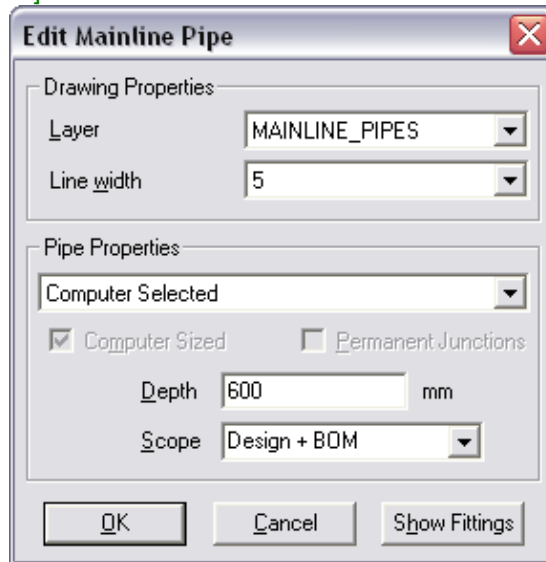 Edit Mainline Pipe
Drawing Properties
Layer MAINLINE_PIPES
Line width 5
Pipe Properties
Computer Selected
Computer Sized Permanent Junctions
Depth 600 mm
Scope Design + BOM
OK Cancel Show Fittings